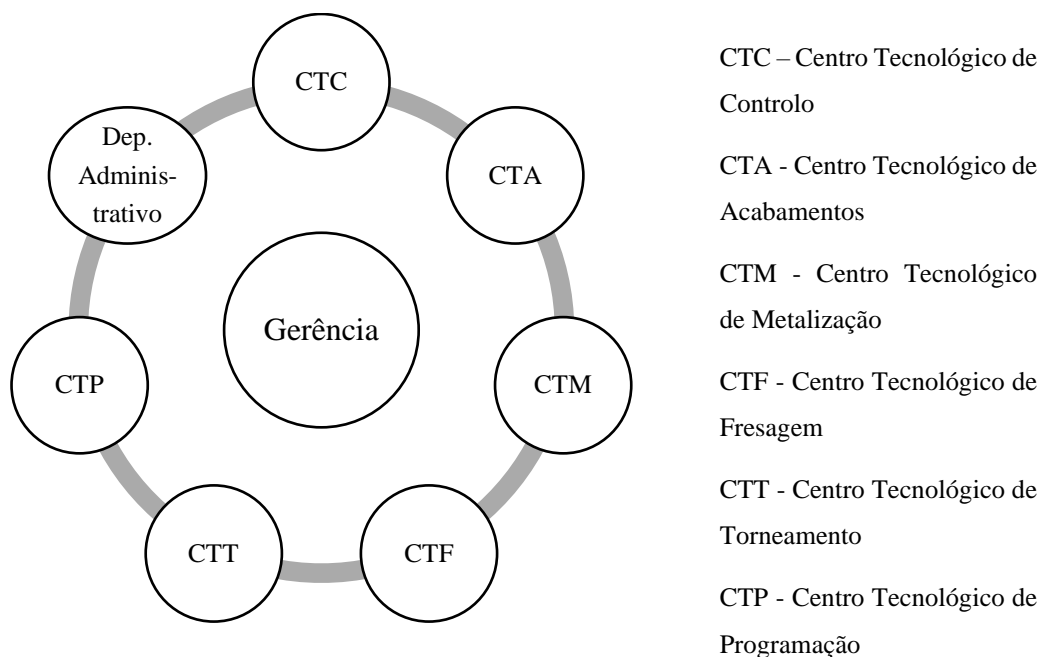 CTC
Dep.
Adminis-
trativo
CTA
Gerência
CTP
CTM
CTT
CTF
CTC – Centro Tecnológico de
Controlo
CTA - Centro Tecnológico de
Acabamentos
CTM - Centro Tecnológico
de Metalização
CTF - Centro Tecnológico de
Fresagem
CTT - Centro Tecnológico de
Torneamento
CTP - Centro Tecnológico de
Programação